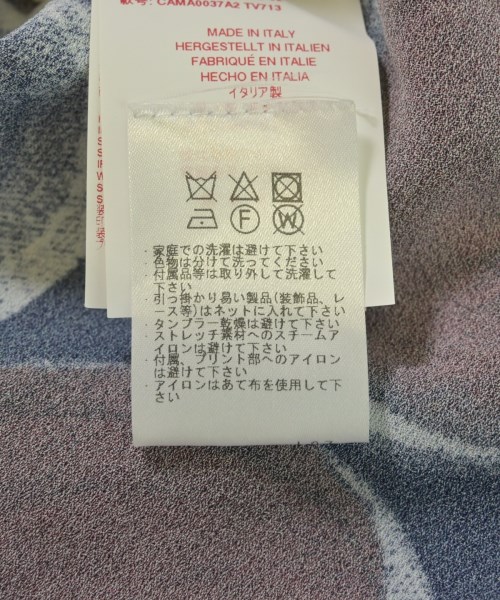 款号: CAMA0037A2 TV713
MADE IN ITALY
HERGESTELLT IN ITALIEN
FABRIQUÉ EN ITALIE
HECHO EN ITALIA
イタリア製
F
W
・家庭での洗濯は避けて下さい
・色物は分けて洗ってください
・付属品等は取り外して洗濯して
下さい
・引っ掛かり易い製品(装飾品、レ
ース等)はネットに入れて下さい
・タンブラー乾燥は避けて下さい
・ストレッチ素材へのスチームア
イロンは避けて下さい
・付属、プリント部へのアイロン
は避けて下さい
・アイロンはあて布を使用して下
さい